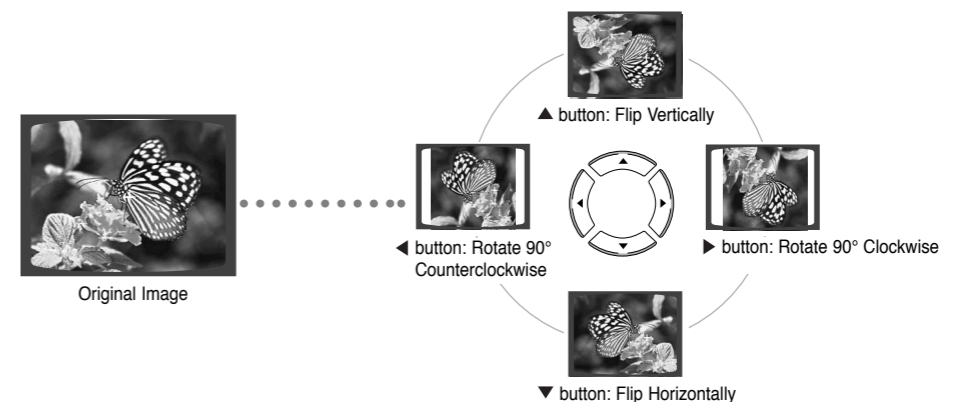 ▲ button: Flip Vertically
◀ button: Rotate 90°
Counterclockwise
▶ button: Rotate 90° Clockwise
Original Image
▼ button: Flip Horizontally